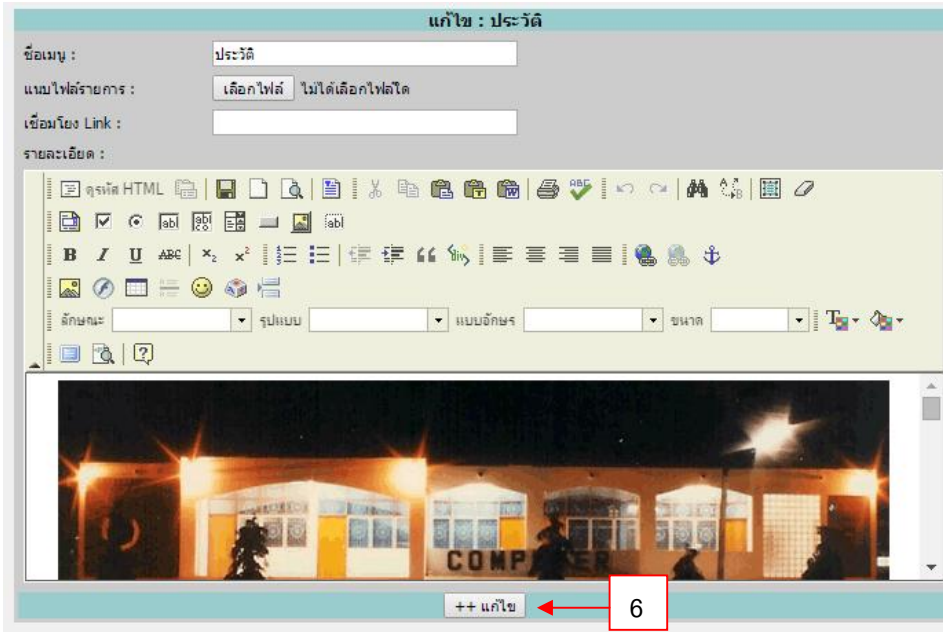 แก้ไข : ประวัติ
ชื่อเมนู : ประวัติ
แนบไฟล์รายการ : เลือกไฟล์ ไม่ได้เลือกไฟล์ใด
เชื่อมโยง Link :
รายละเอียด :
ดูรหัส HTML
ABC
B I U ABC x₂ x²
ลักษณะ รูปแบบ แบบอักษร ขนาด
++ แก้ไข 6